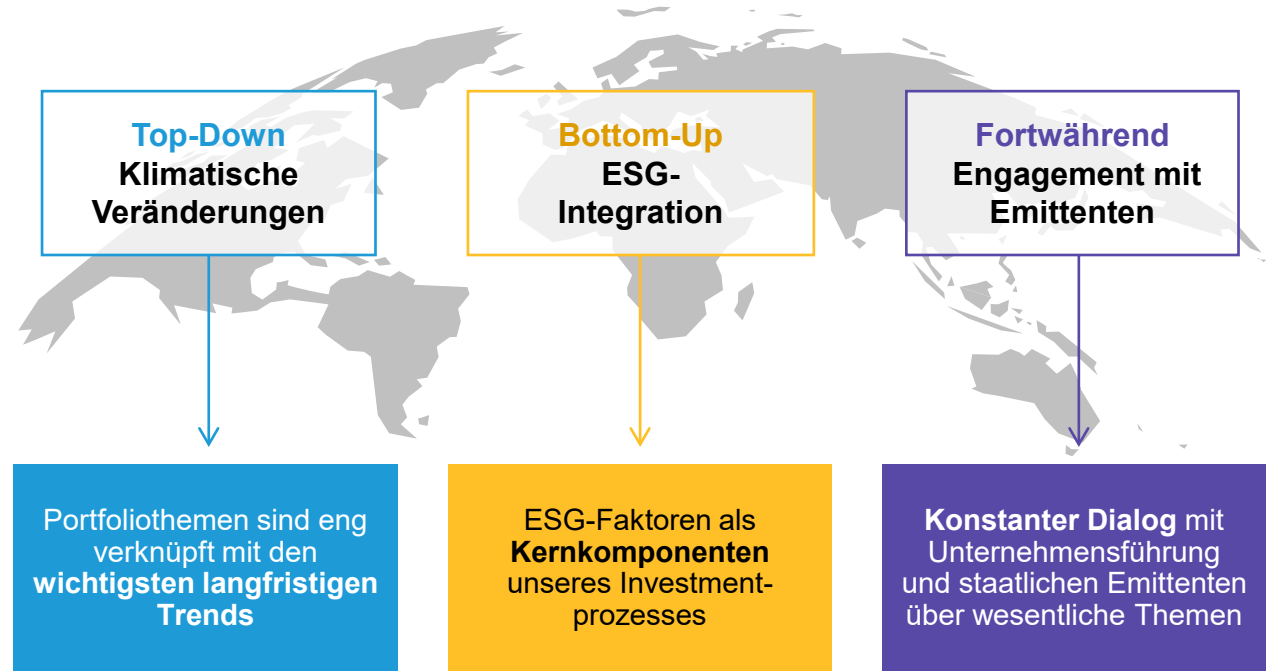 Top-Down
Klimatische
Veränderungen
Bottom-Up
ESG-
Integration
Fortwährend
Engagement mit
Emittenten
Portfoliothemen sind eng
verknüpft mit den
wichtigsten langfristigen
Trends
ESG-Faktoren als
Kernkomponenten
unseres Investment-
prozesses
Konstanter Dialog mit
Unternehmensführung
und staatlichen Emittenten
über wesentliche Themen